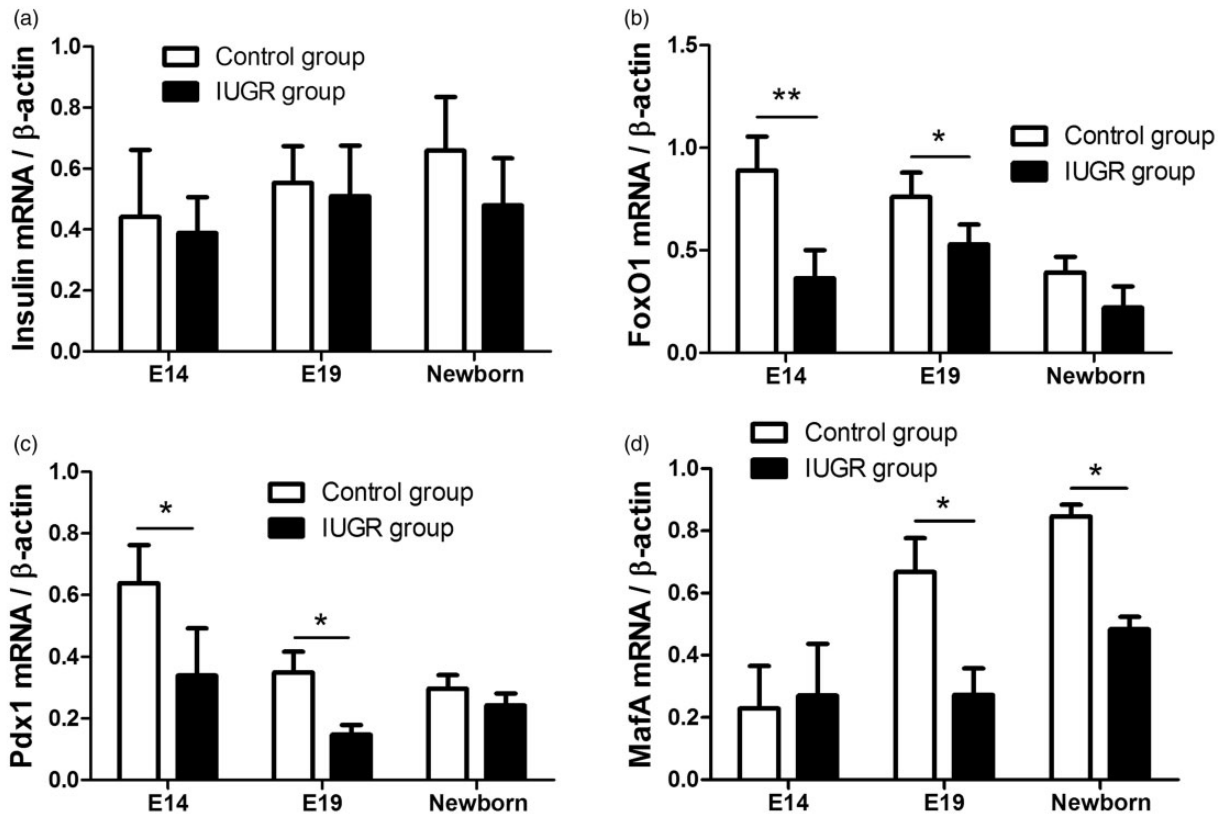 (a)
Insulin mRNA / β-actin
1.0
0.8
0.6
0.4
0.2
0.0
Control group
IUGR group
E14 E19 Newborn
(b)
FoxO1 mRNA / β-actin
1.5
1.0
0.5
0.0
**
*
Control group
IUGR group
E14 E19 Newborn
(c)
Pdx1 mRNA / β-actin
1.0
0.8
0.6
0.4
0.2
0.0
*
*
Control group
IUGR group
E14 E19 Newborn
(d)
MafA mRNA / β-actin
1.0
0.8
0.6
0.4
0.2
0.0
Control group
IUGR group
*
*
E14 E19 Newborn